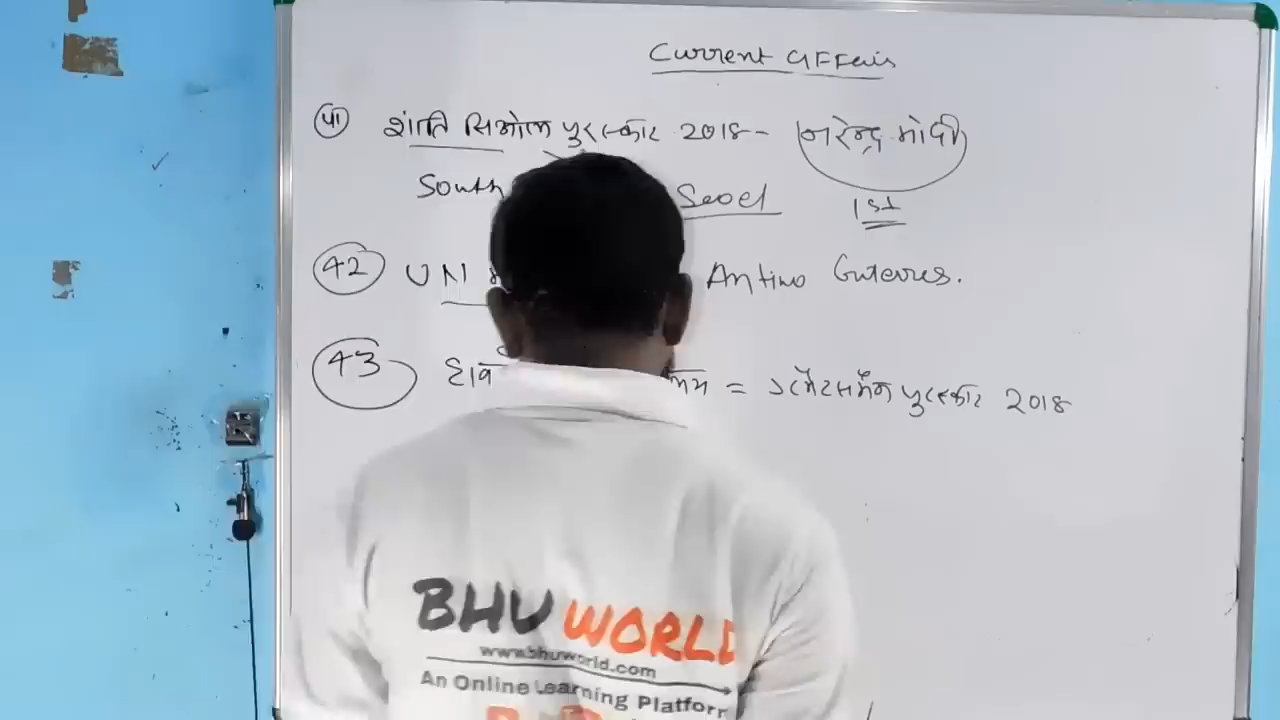 Current Affairs
41 शांति सिओल पुरस्कार 2018 - नरेन्द्र मोदी
South Seoel 1st
42 UN Antino Guterres.
43 = पुरस्कार 2018
BHU WORLD
www.bhuworld.com
An Online Learning Platform